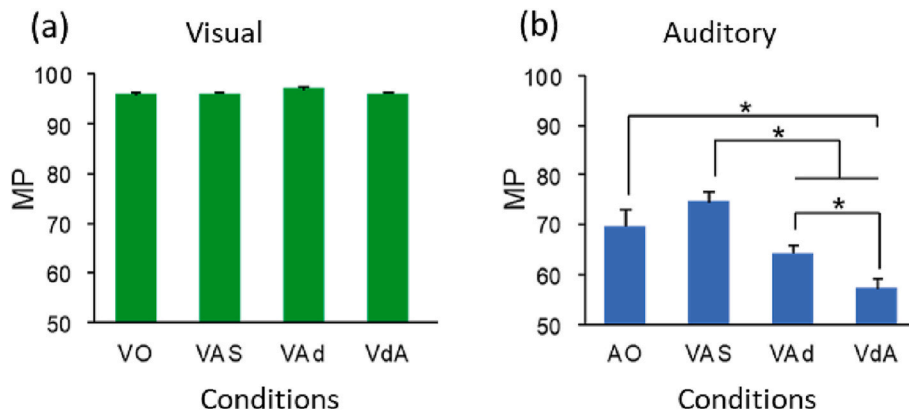 (a) Visual
100
90
80
70
60
50
MP
VO VAS VAd VdA
Conditions
(b) Auditory
100
90
80
70
60
50
MP
*
*
*
AO VAS VAd VdA
Conditions